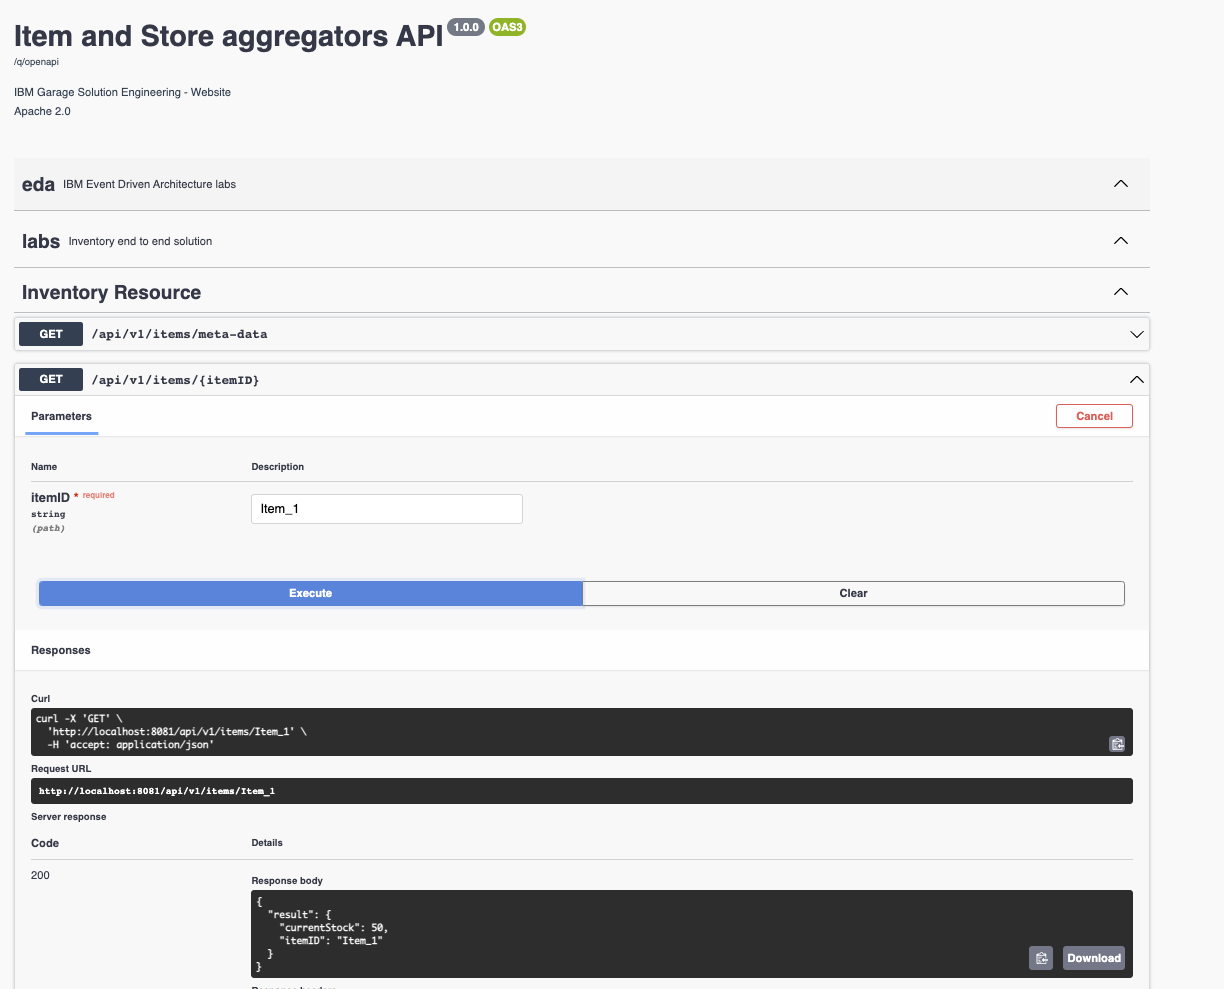 Item and Store aggregators API 1.0.0 OAS3
/q/openapi
IBM Garage Solution Engineering - Website
Apache 2.0
eda IBM Event Driven Architecture labs
labs Inventory end to end solution
Inventory Resource
GET /api/v1/items/meta-data
GET /api/v1/items/{itemID}
Parameters Cancel
Name Description
itemID * required Item_1
string
(path)
Execute Clear
Responses
Curl
curl -X 'GET' \
'http://localhost:8081/api/v1/items/Item_1' \
-H 'accept: application/json'
Request URL
http://localhost:8081/api/v1/items/Item_1
Server response
Code Details
200
Response body
{
"result": {
"currentStock": 50,
"itemID": "Item_1"
}
} Download